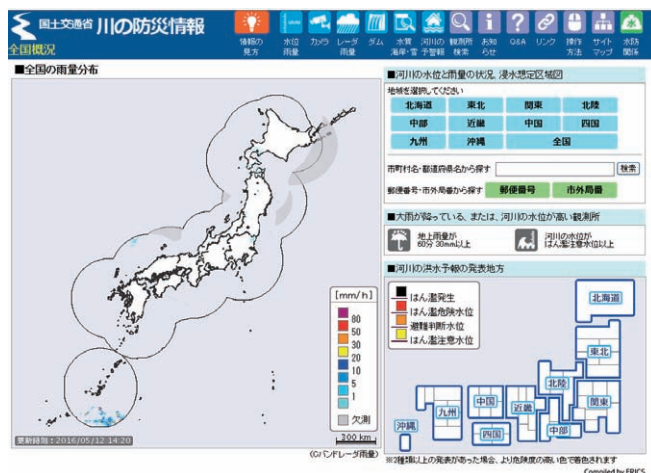 国土交通省 川の防災情報
全国概況
情報の見方
水位雨量
カメラ
レーダ雨量
ダム
水質海岸・雪
河川の予警報
観測所検索
お知らせ
Q&A
リンク
操作方法
サイトマップ
水防関係
■全国の雨量分布
[mm/h]
80
50
30
20
10
5
1
欠測
300 km
更新時間:2016/05/12 14:20
(Cバンドレーダ雨量)
■河川の水位と雨量の状況、浸水想定区域図
地域を選択してください
北海道 東北 関東 北陸
中部 近畿 中国 四国
九州 沖縄 全国
市町村名・都道府県名から探す 検索
郵便番号・市外局番から探す 郵便番号 市外局番
■大雨が降っている、または、河川の水位が高い観測所
地上雨量が
60分 30mm以上
河川の水位が
はん濫注意水位以上
■河川の洪水予報の発表地方
はん濫発生
はん濫危険水位
避難判断水位
はん濫注意水位
北海道
東北
北陸
関東
中国
近畿
九州
四国
中部
沖縄
※2種類以上の発表があった場合、より危険度の高い色で着色されます
Compiled by FRICS